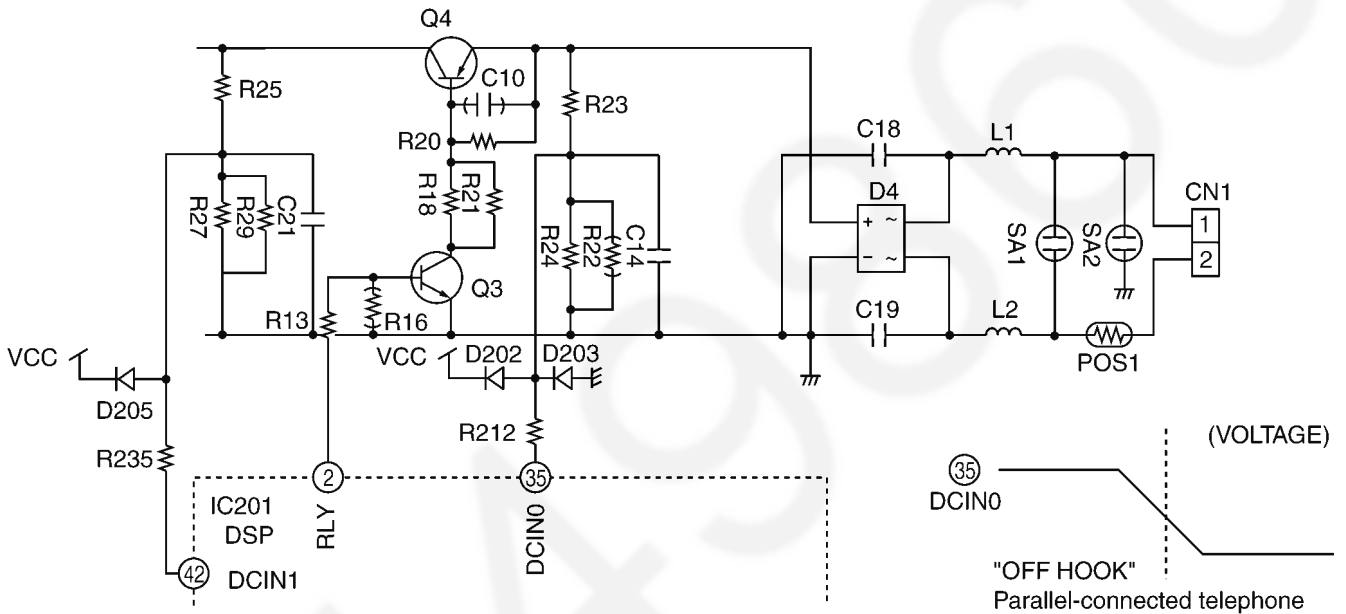 Q4
C10
R25
R23
R20
C18
L1
D4
CN1
1
2
R27
R29
C21
R18
R21
R24
R22
C14
+ ~
− ~
SA1
SA2
Q3
R13
R16
C19
L2
POS1
VCC
D205
VCC
D202
D203
R235
R212
2
35
IC201
DSP
RLY
DCIN0
42
DCIN1
(VOLTAGE)
35
DCIN0
"OFF HOOK"
Parallel-connected telephone